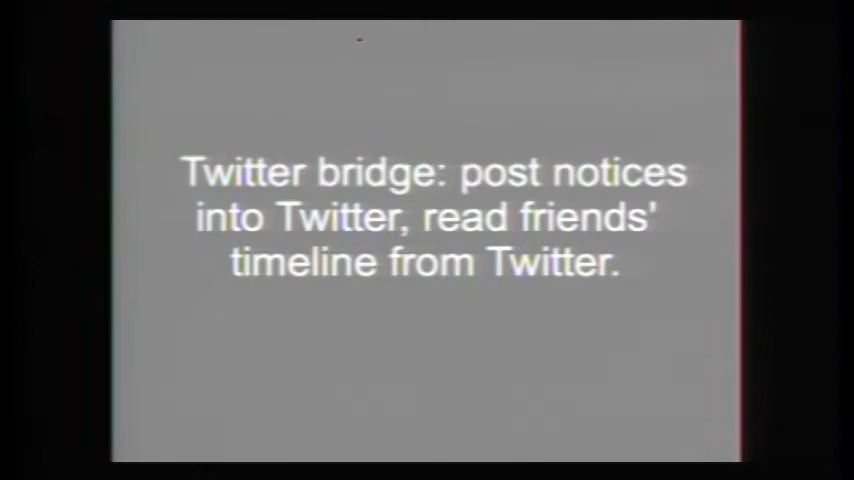 Twitter bridge: post notices
into Twitter, read friends'
timeline from Twitter.